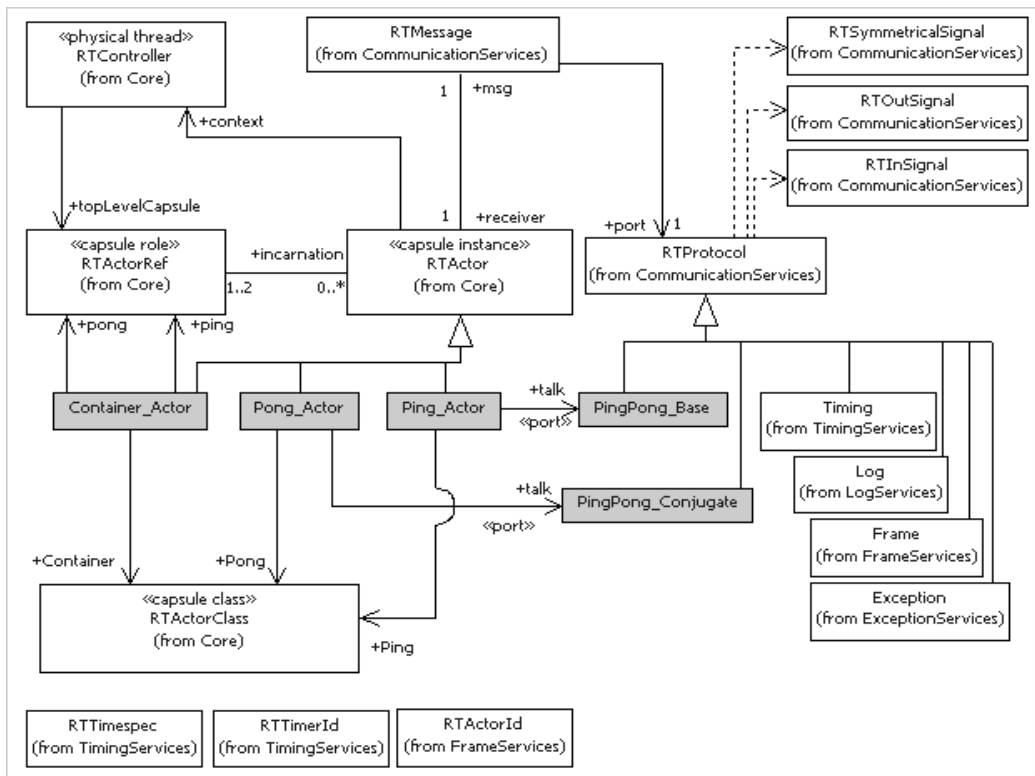 «physical thread»
RTController
(from Core)
RTMessage
(from CommunicationServices)
RTSymmetricalSignal
(from CommunicationServices)
RTOutSignal
(from CommunicationServices)
RTInSignal
(from CommunicationServices)
1
+msg
+context
+topLevelCapsule
1
+receiver
+port
1
«capsule role»
RTActorRef
(from Core)
+incarnation
1..2
0..*
«capsule instance»
RTActor
(from Core)
RTProtocol
(from CommunicationServices)
+pong
+ping
Container_Actor
Pong_Actor
Ping_Actor
+talk
«port»
PingPong_Base
Timing
(from TimingServices)
Log
(from LogServices)
+talk
«port»
PingPong_Conjugate
Frame
(from FrameServices)
Exception
(from ExceptionServices)
+Container
+Pong
+Ping
«capsule class»
RTActorClass
(from Core)
RTTimespec
(from TimingServices)
RTTimerId
(from TimingServices)
RTActorId
(from FrameServices)